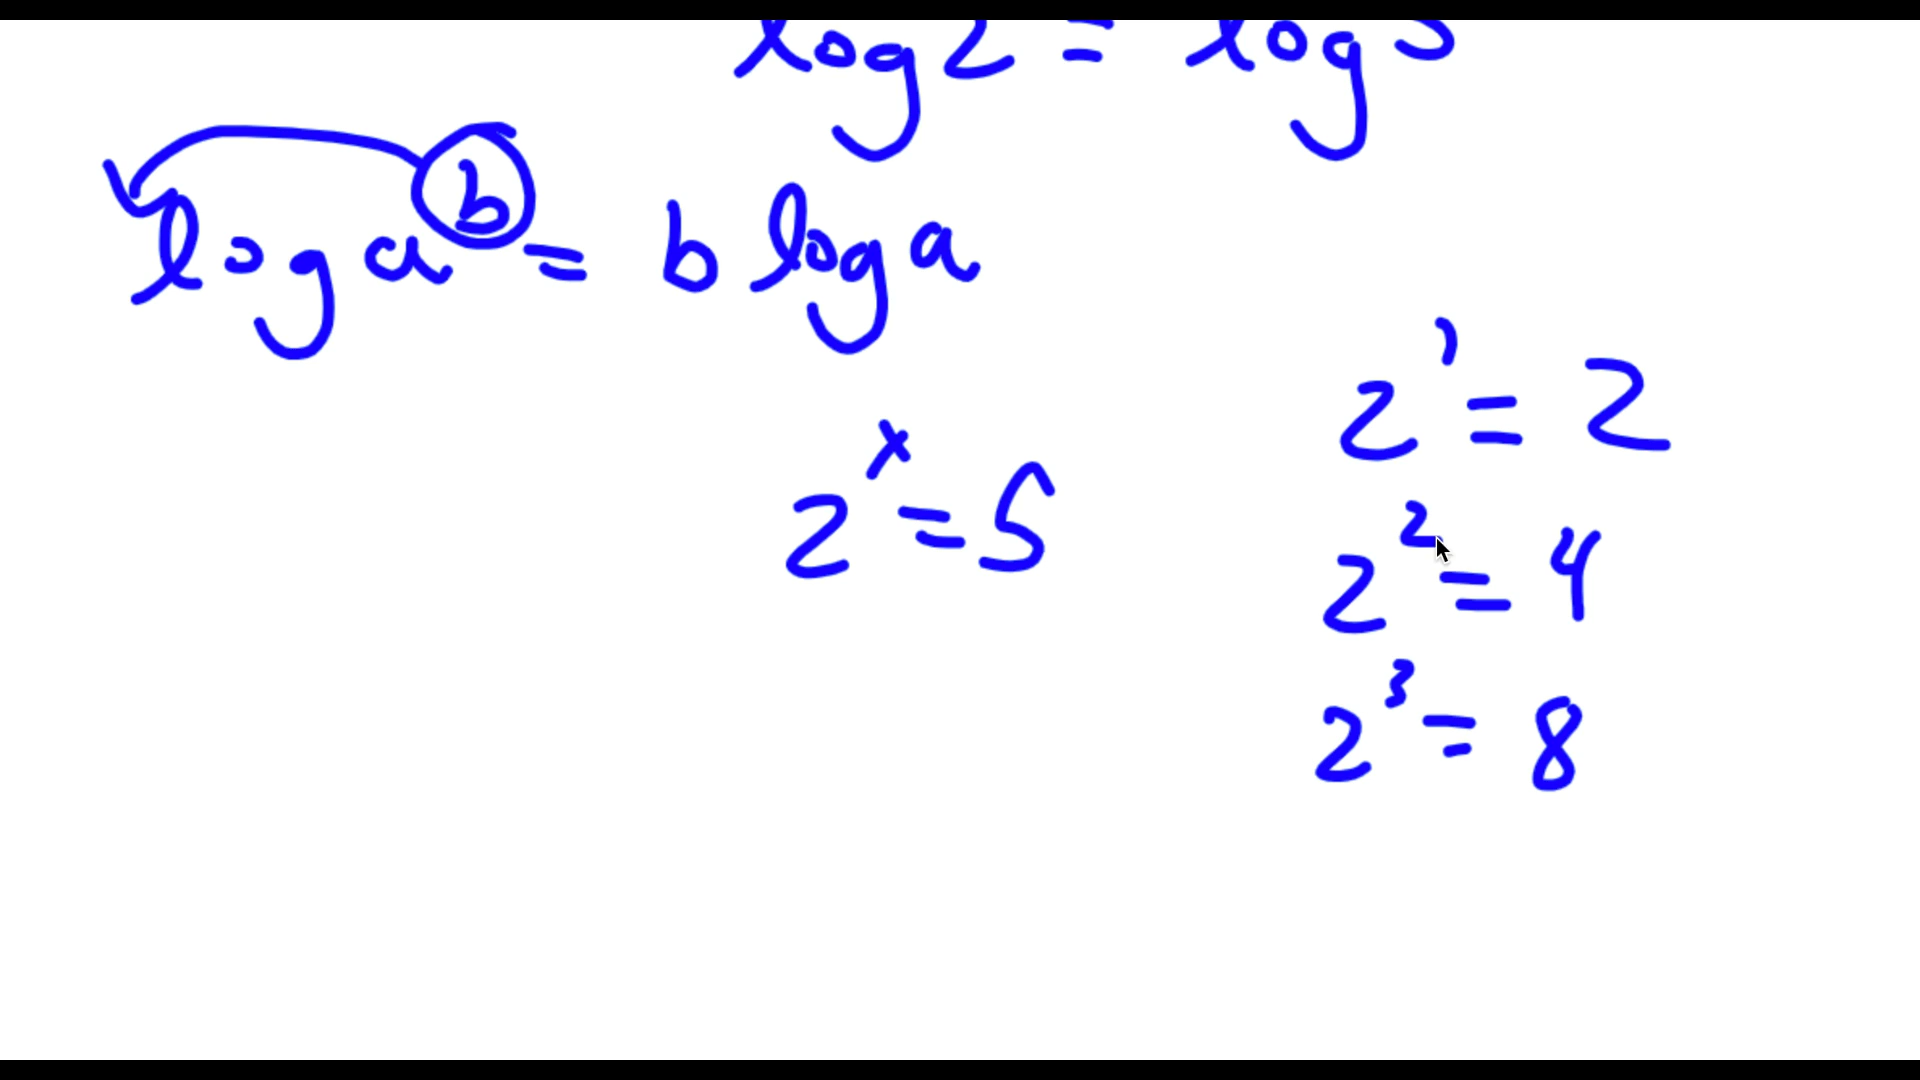 log 2 = log 5
log a^b = b log a
2^1 = 2
2^x = 5
2^2 = 4
2^3 = 8